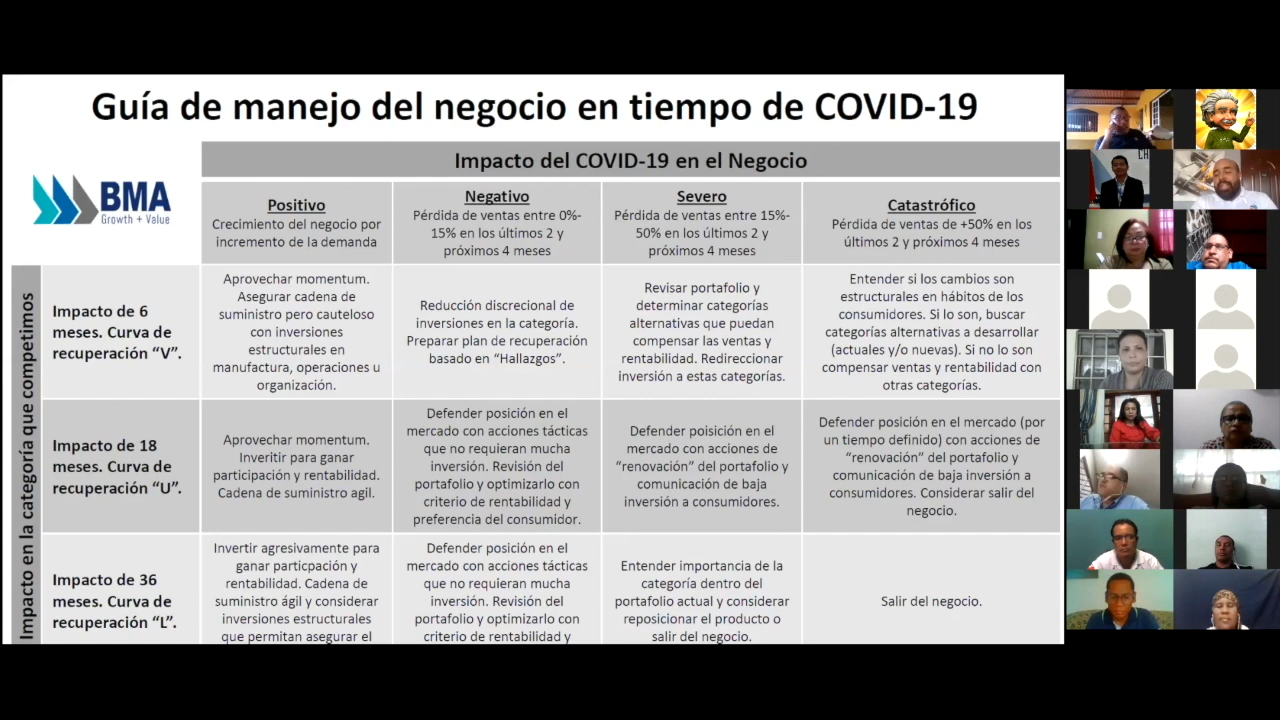 Guía de manejo del negocio en tiempo de COVID-19
BMA
Growth + Value
Impacto del COVID-19 en el Negocio
Positivo
Crecimiento del negocio por
incremento de la demanda
Negativo
Pérdida de ventas entre 0%-
15% en los últimos 2 y
próximos 4 meses
Severo
Pérdida de ventas entre 15%-
50% en los últimos 2 y
próximos 4 meses
Catastrófico
Pérdida de ventas de +50% en los
últimos 2 y próximos 4 meses
Impacto en la categoría que competimos
Impacto de 6
meses. Curva de
recuperación “V”.
Aprovechar momentum.
Asegurar cadena de
suministro pero cauteloso
con inversiones
estructurales en
manufactura, operaciones u
organización.
Reducción discrecional de
inversiones en la categoría.
Preparar plan de recuperación
basado en “Hallazgos”.
Revisar portafolio y
determinar categorías
alternativas que puedan
compensar las ventas y
rentabilidad. Redireccionar
inversión a estas categorías.
Entender si los cambios son
estructurales en hábitos de los
consumidores. Si lo son, buscar
categorías alternativas a desarrollar
(actuales y/o nuevas). Si no lo son
compensar ventas y rentabilidad con
otras categorías.
Impacto de 18
meses. Curva de
recuperación “U”.
Aprovechar momentum.
Inveritir para ganar
participación y rentabilidad.
Cadena de suministro agil.
Defender posición en el
mercado con acciones tácticas
que no requieran mucha
inversión. Revisión del
portafolio y optimizarlo con
criterio de rentabilidad y
preferencia del consumidor.
Defender poisición en el
mercado con acciones de
“renovación” del portafolio y
comunicación de baja
inversión a consumidores.
Defender posición en el mercado (por
un tiempo definido) con acciones de
“renovación” del portafolio y
comunicación de baja inversión a
consumidores. Considerar salir del
negocio.
Impacto de 36
meses. Curva de
recuperación “L”.
Invertir agresivamente para
ganar particpación y
rentabilidad. Cadena de
suministro ágil y considerar
inversiones estructurales
que permitan asegurar el
Defender posición en el
mercado con acciones tácticas
que no requieran mucha
inversión. Revisión del
portafolio y optimizarlo con
criterio de rentabilidad y
Entender importancia de la
categoría dentro del
portafolio actual y considerar
reposicionar el producto o
salir del negocio.
Salir del negocio.